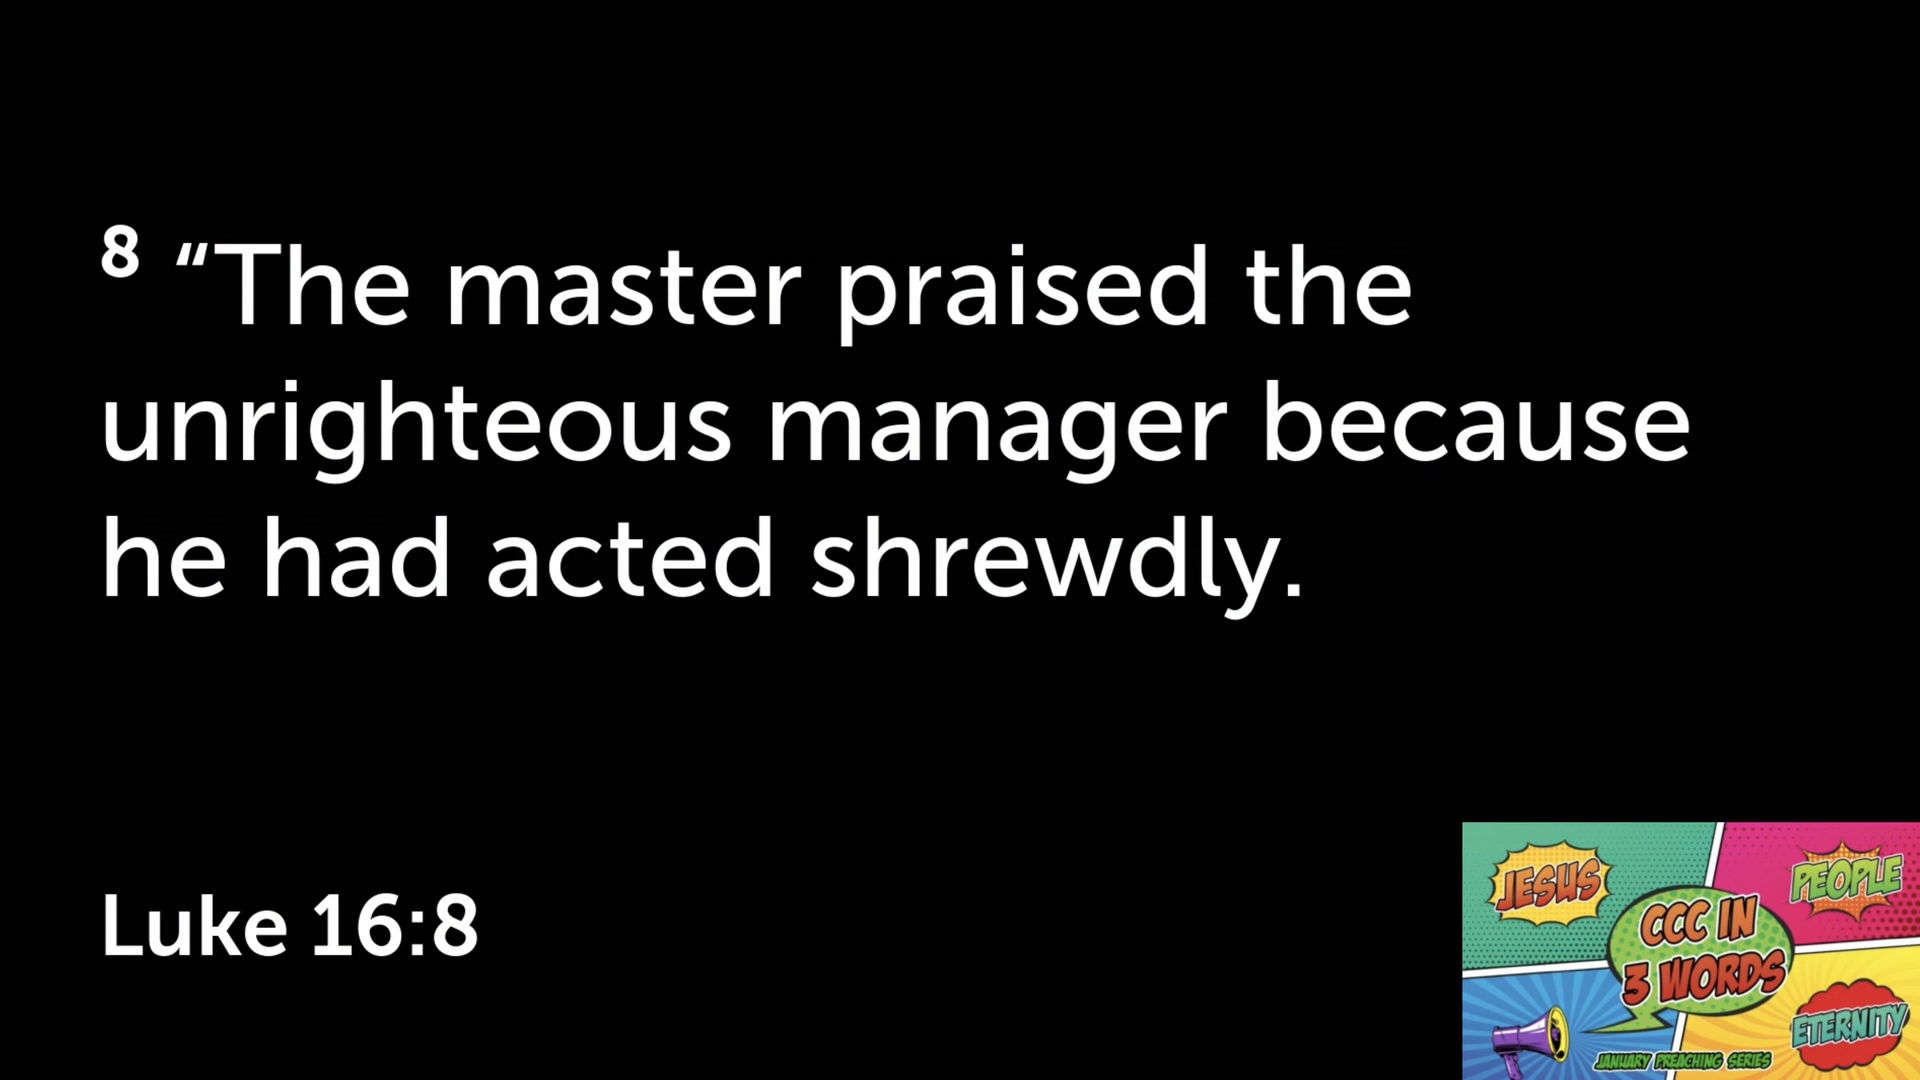 8 “The master praised the
unrighteous manager because
he had acted shrewdly.
Luke 16:8
JESUS
PEOPLE
CCC IN
3 WORDS
ETERNITY
JANUARY PREACHING SERIES